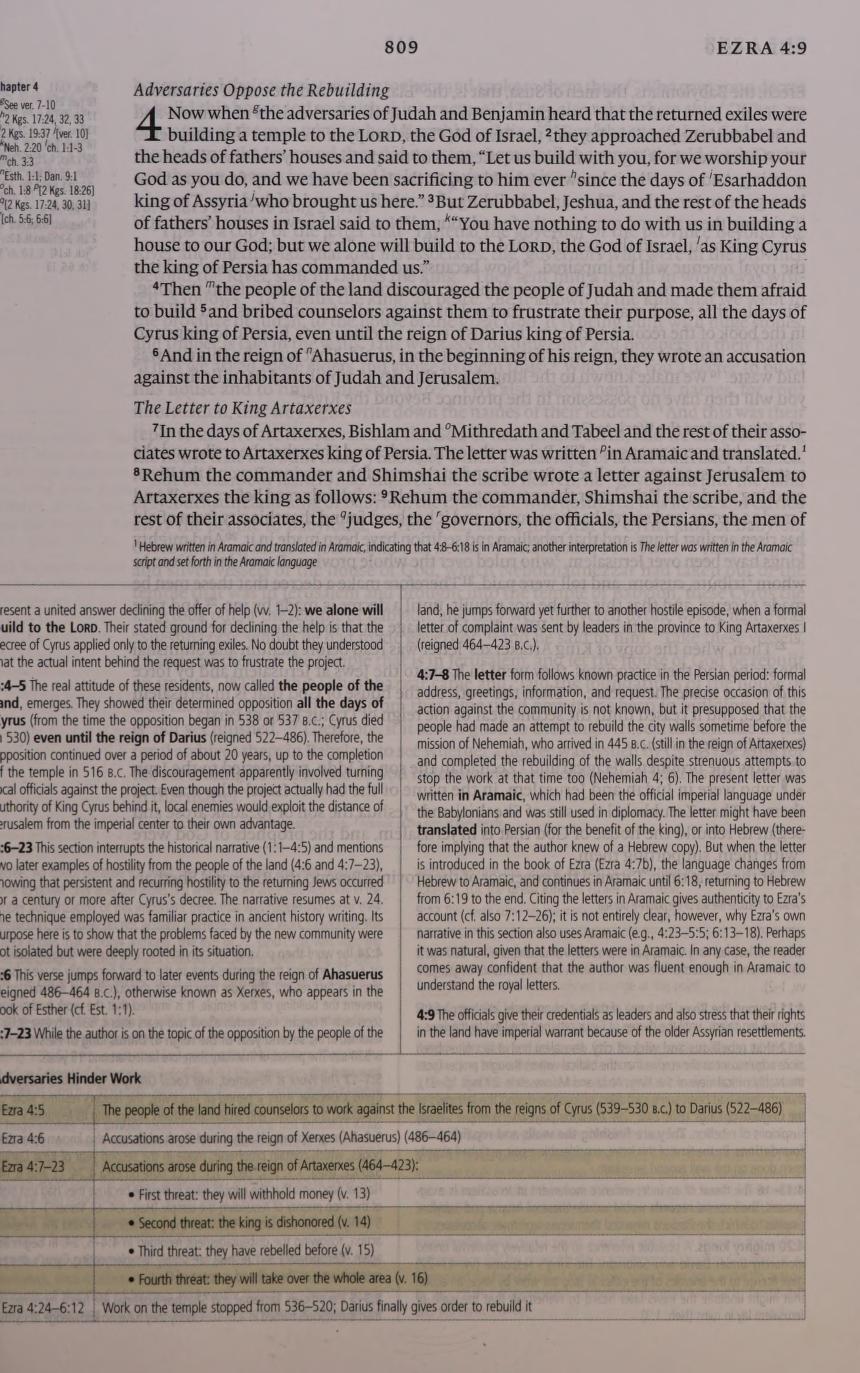 809 EZRA 4:9
hapter 4
gSee ver. 7-10
h2 Kgs. 17:24, 32, 33
2 Kgs. 19:37 j[ver. 10]
kNeh. 2:20 lch. 1:1-3
mch. 3:3
nEsth. 1:1; Dan. 9:1
och. 1:8 p[2 Kgs. 18:26]
q[2 Kgs. 17:24, 30, 31]
r[ch. 5:6; 6:6]
Adversaries Oppose the Rebuilding
4 Now when gthe adversaries of Judah and Benjamin heard that the returned exiles were
building a temple to the LORD, the God of Israel, 2they approached Zerubbabel and
the heads of fathers’ houses and said to them, “Let us build with you, for we worship your
God as you do, and we have been sacrificing to him ever hsince the days of iEsarhaddon
king of Assyria jwho brought us here.” 3But Zerubbabel, Jeshua, and the rest of the heads
of fathers’ houses in Israel said to them, k“You have nothing to do with us in building a
house to our God; but we alone will build to the LORD, the God of Israel, las King Cyrus
the king of Persia has commanded us.”
4Then mthe people of the land discouraged the people of Judah and made them afraid
to build 5and bribed counselors against them to frustrate their purpose, all the days of
Cyrus king of Persia, even until the reign of Darius king of Persia.
6And in the reign of nAhasuerus, in the beginning of his reign, they wrote an accusation
against the inhabitants of Judah and Jerusalem.
The Letter to King Artaxerxes
7In the days of Artaxerxes, Bishlam and oMithredath and Tabeel and the rest of their asso-
ciates wrote to Artaxerxes king of Persia. The letter was written pin Aramaic and translated.1
8Rehum the commander and Shimshai the scribe wrote a letter against Jerusalem to
Artaxerxes the king as follows: 9Rehum the commander, Shimshai the scribe, and the
rest of their associates, the qjudges, the rgovernors, the officials, the Persians, the men of
1 Hebrew written in Aramaic and translated in Aramaic, indicating that 4:8–6:18 is in Aramaic; another interpretation is The letter was written in the Aramaic
script and set forth in the Aramaic language
resent a united answer declining the offer of help (vv. 1–2): we alone will
uild to the LORD. Their stated ground for declining the help is that the
ecree of Cyrus applied only to the returning exiles. No doubt they understood
hat the actual intent behind the request was to frustrate the project.
:4–5 The real attitude of these residents, now called the people of the
and, emerges. They showed their determined opposition all the days of
yrus (from the time the opposition began in 538 or 537 B.C.; Cyrus died
530) even until the reign of Darius (reigned 522–486). Therefore, the
pposition continued over a period of about 20 years, up to the completion
f the temple in 516 B.C. The discouragement apparently involved turning
cal officials against the project. Even though the project actually had the full
uthority of King Cyrus behind it, local enemies would exploit the distance of
erusalem from the imperial center to their own advantage.
:6–23 This section interrupts the historical narrative (1:1–4:5) and mentions
wo later examples of hostility from the people of the land (4:6 and 4:7–23),
howing that persistent and recurring hostility to the returning Jews occurred
or a century or more after Cyrus’s decree. The narrative resumes at v. 24.
he technique employed was familiar practice in ancient history writing. Its
urpose here is to show that the problems faced by the new community were
ot isolated but were deeply rooted in its situation.
:6 This verse jumps forward to later events during the reign of Ahasuerus
eigned 486–464 B.C.), otherwise known as Xerxes, who appears in the
ook of Esther (cf. Est. 1:1).
:7–23 While the author is on the topic of the opposition by the people of the
land, he jumps forward yet further to another hostile episode, when a formal
letter of complaint was sent by leaders in the province to King Artaxerxes I
(reigned 464–423 B.C.).
4:7–8 The letter form follows known practice in the Persian period: formal
address, greetings, information, and request. The precise occasion of this
action against the community is not known, but it presupposed that the
people had made an attempt to rebuild the city walls sometime before the
mission of Nehemiah, who arrived in 445 B.C. (still in the reign of Artaxerxes)
and completed the rebuilding of the walls despite strenuous attempts to
stop the work at that time too (Nehemiah 4; 6). The present letter was
written in Aramaic, which had been the official imperial language under
the Babylonians and was still used in diplomacy. The letter might have been
translated into Persian (for the benefit of the king), or into Hebrew (there-
fore implying that the author knew of a Hebrew copy). But when the letter
is introduced in the book of Ezra (Ezra 4:7b), the language changes from
Hebrew to Aramaic, and continues in Aramaic until 6:18, returning to Hebrew
from 6:19 to the end. Citing the letters in Aramaic gives authenticity to Ezra’s
account (cf. also 7:12–26); it is not entirely clear, however, why Ezra’s own
narrative in this section also uses Aramaic (e.g., 4:23–5:5; 6:13–18). Perhaps
it was natural, given that the letters were in Aramaic. In any case, the reader
comes away confident that the author was fluent enough in Aramaic to
understand the royal letters.
4:9 The officials give their credentials as leaders and also stress that their rights
in the land have imperial warrant because of the older Assyrian resettlements.
dversaries Hinder Work
Ezra 4:5 The people of the land hired counselors to work against the Israelites from the reigns of Cyrus (539–530 B.C.) to Darius (522–486)
Ezra 4:6 Accusations arose during the reign of Xerxes (Ahasuerus) (486–464)
Ezra 4:7–23 Accusations arose during the reign of Artaxerxes (464–423):
• First threat: they will withhold money (v. 13)
• Second threat: the king is dishonored (v. 14)
• Third threat: they have rebelled before (v. 15)
• Fourth threat: they will take over the whole area (v. 16)
Ezra 4:24–6:12 Work on the temple stopped from 536–520; Darius finally gives order to rebuild it